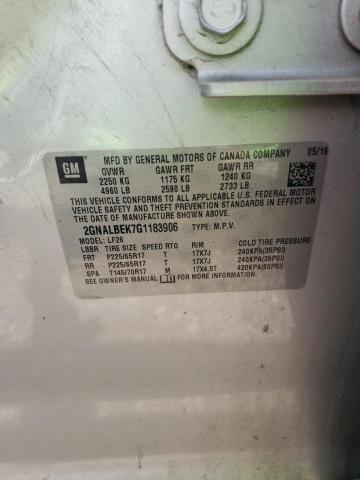 GM
MFD BY GENERAL MOTORS OF CANADA COMPANY 05/16
GVWR GAWR FRT GAWR RR
2250 KG 1175 KG 1240 KG
4960 LB 2590 LB 2733 LB
THIS VEHICLE CONFORMS TO ALL APPLICABLE U.S. FEDERAL MOTOR
VEHICLE SAFETY, BUMPER, AND THEFT PREVENTION STANDARDS IN EFFECT ON
THE DATE OF MANUFACTURE SHOWN ABOVE.
2GNALBEK7G1183906 TYPE: M.P.V.
MODEL: LF26
LBBR TIRE SIZE SPEED RTG RIM COLD TIRE PRESSURE
FRT P225/65R17 T 17X7J 240KPA(35PSI)
RR P225/65R17 T 17X7J 240KPA(35PSI)
SPA T145/70R17 M 17X4.5T 420KPA(60PSI)
SEE OWNER'S MANUAL FOR MORE INFORMATION.